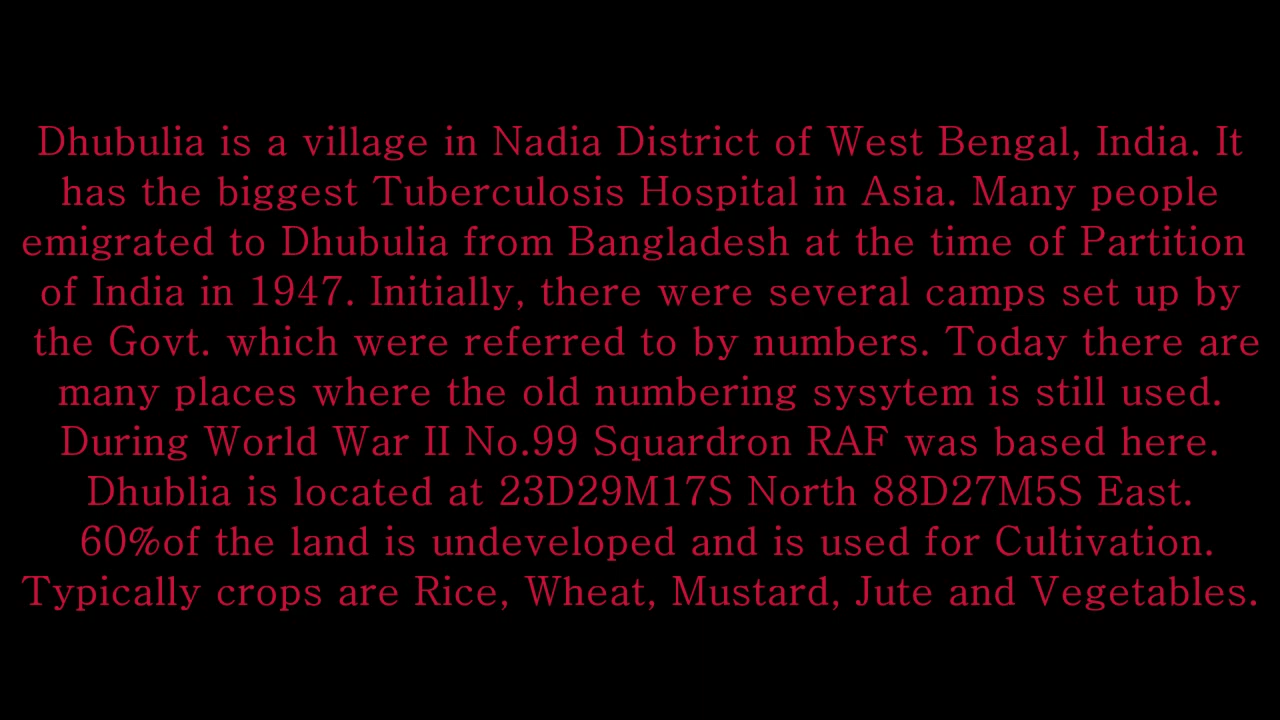 Dhubulia is a village in Nadia District of West Bengal, India. It
has the biggest Tuberculosis Hospital in Asia. Many people
emigrated to Dhubulia from Bangladesh at the time of Partition
of India in 1947. Initially, there were several camps set up by
the Govt. which were referred to by numbers. Today there are
many places where the old numbering sysytem is still used.
During World War II No.99 Squardron RAF was based here.
Dhublia is located at 23D29M17S North 88D27M5S East.
60%of the land is undeveloped and is used for Cultivation.
Typically crops are Rice, Wheat, Mustard, Jute and Vegetables.